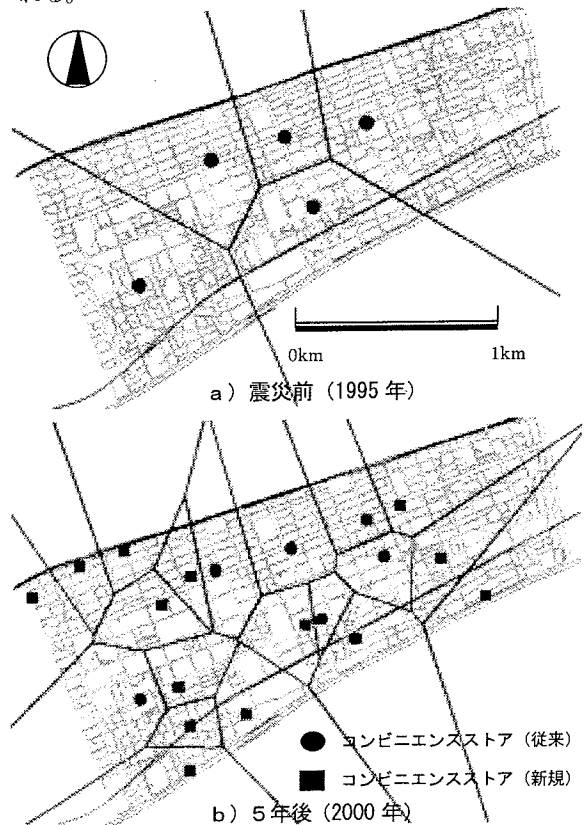 れる。
0km 1km
a）震災前（1995年）
コンビニエンスストア（従来）
コンビニエンスストア（新規）
b）５年後（2000年）